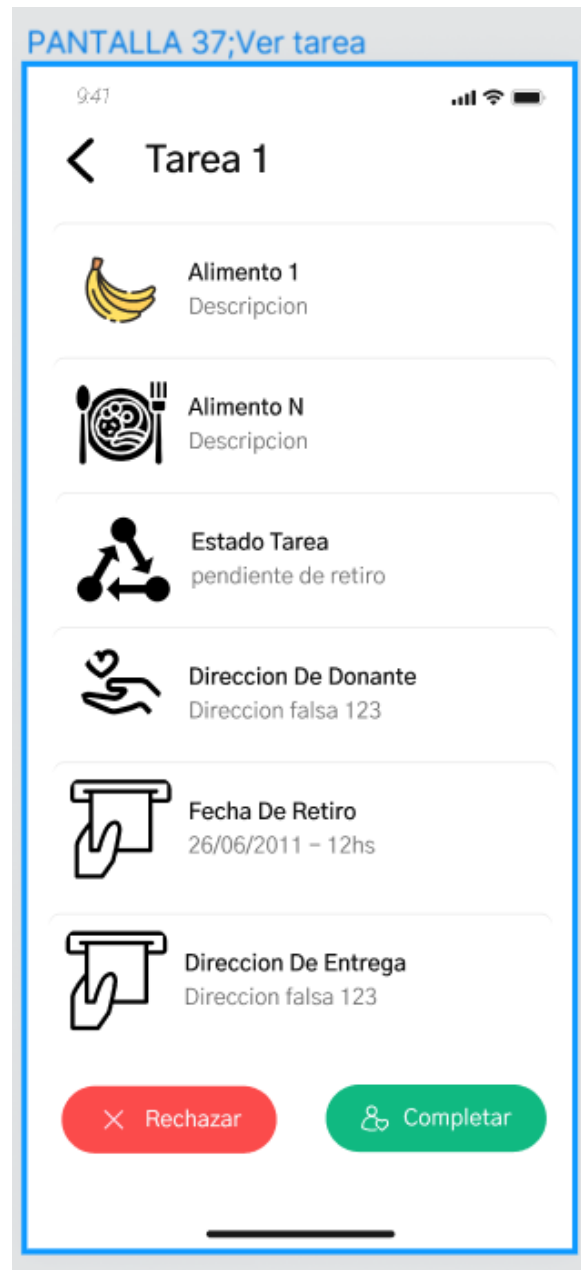 PANTALLA 37;Ver tarea
9:41
Tarea 1
Alimento 1
Descripcion
Alimento N
Descripcion
Estado Tarea
pendiente de retiro
Direccion De Donante
Direccion falsa 123
Fecha De Retiro
26/06/2011 - 12hs
Direccion De Entrega
Direccion falsa 123
Rechazar
Completar